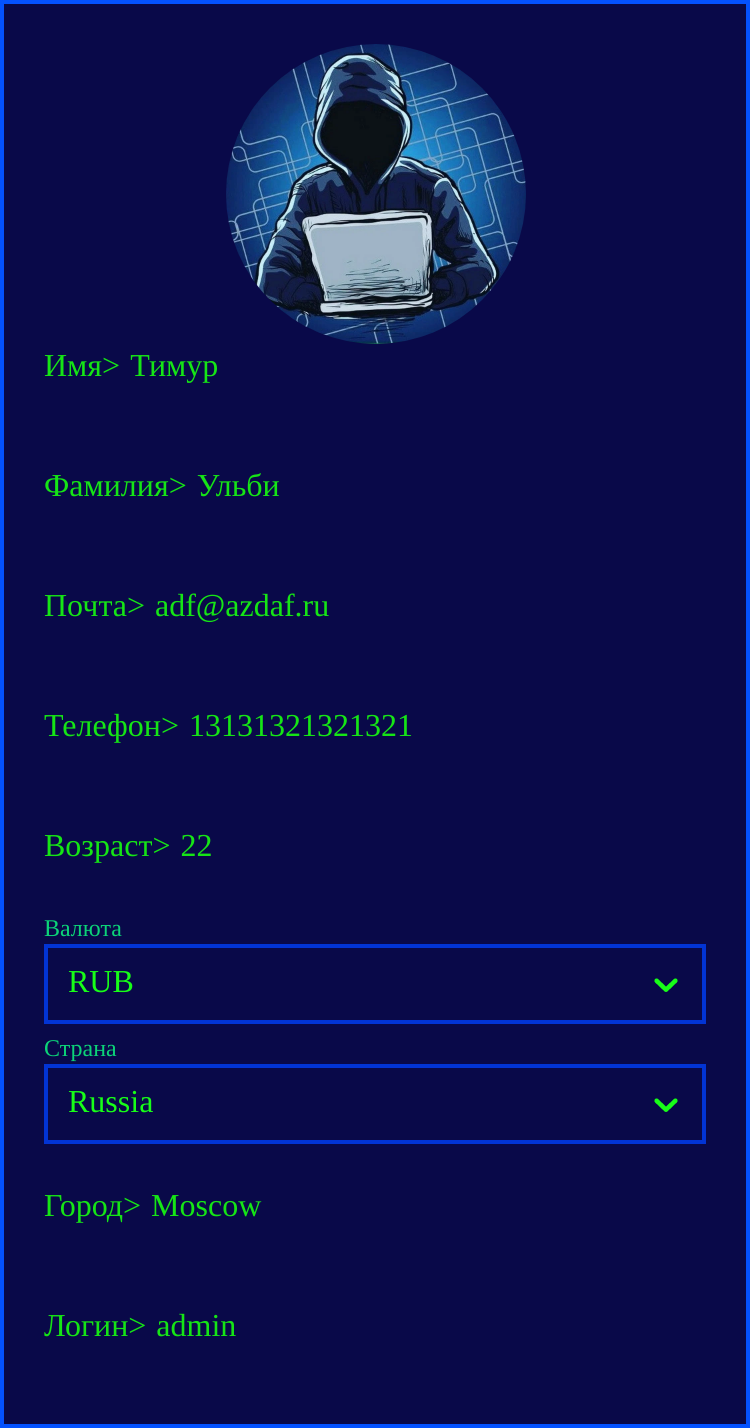 Имя> Тимур
Фамилия> Ульби
Почта> adf@azdaf.ru
Телефон> 13131321321321
Возраст> 22
Валюта
RUB
Страна
Russia
Город> Moscow
Логин> admin